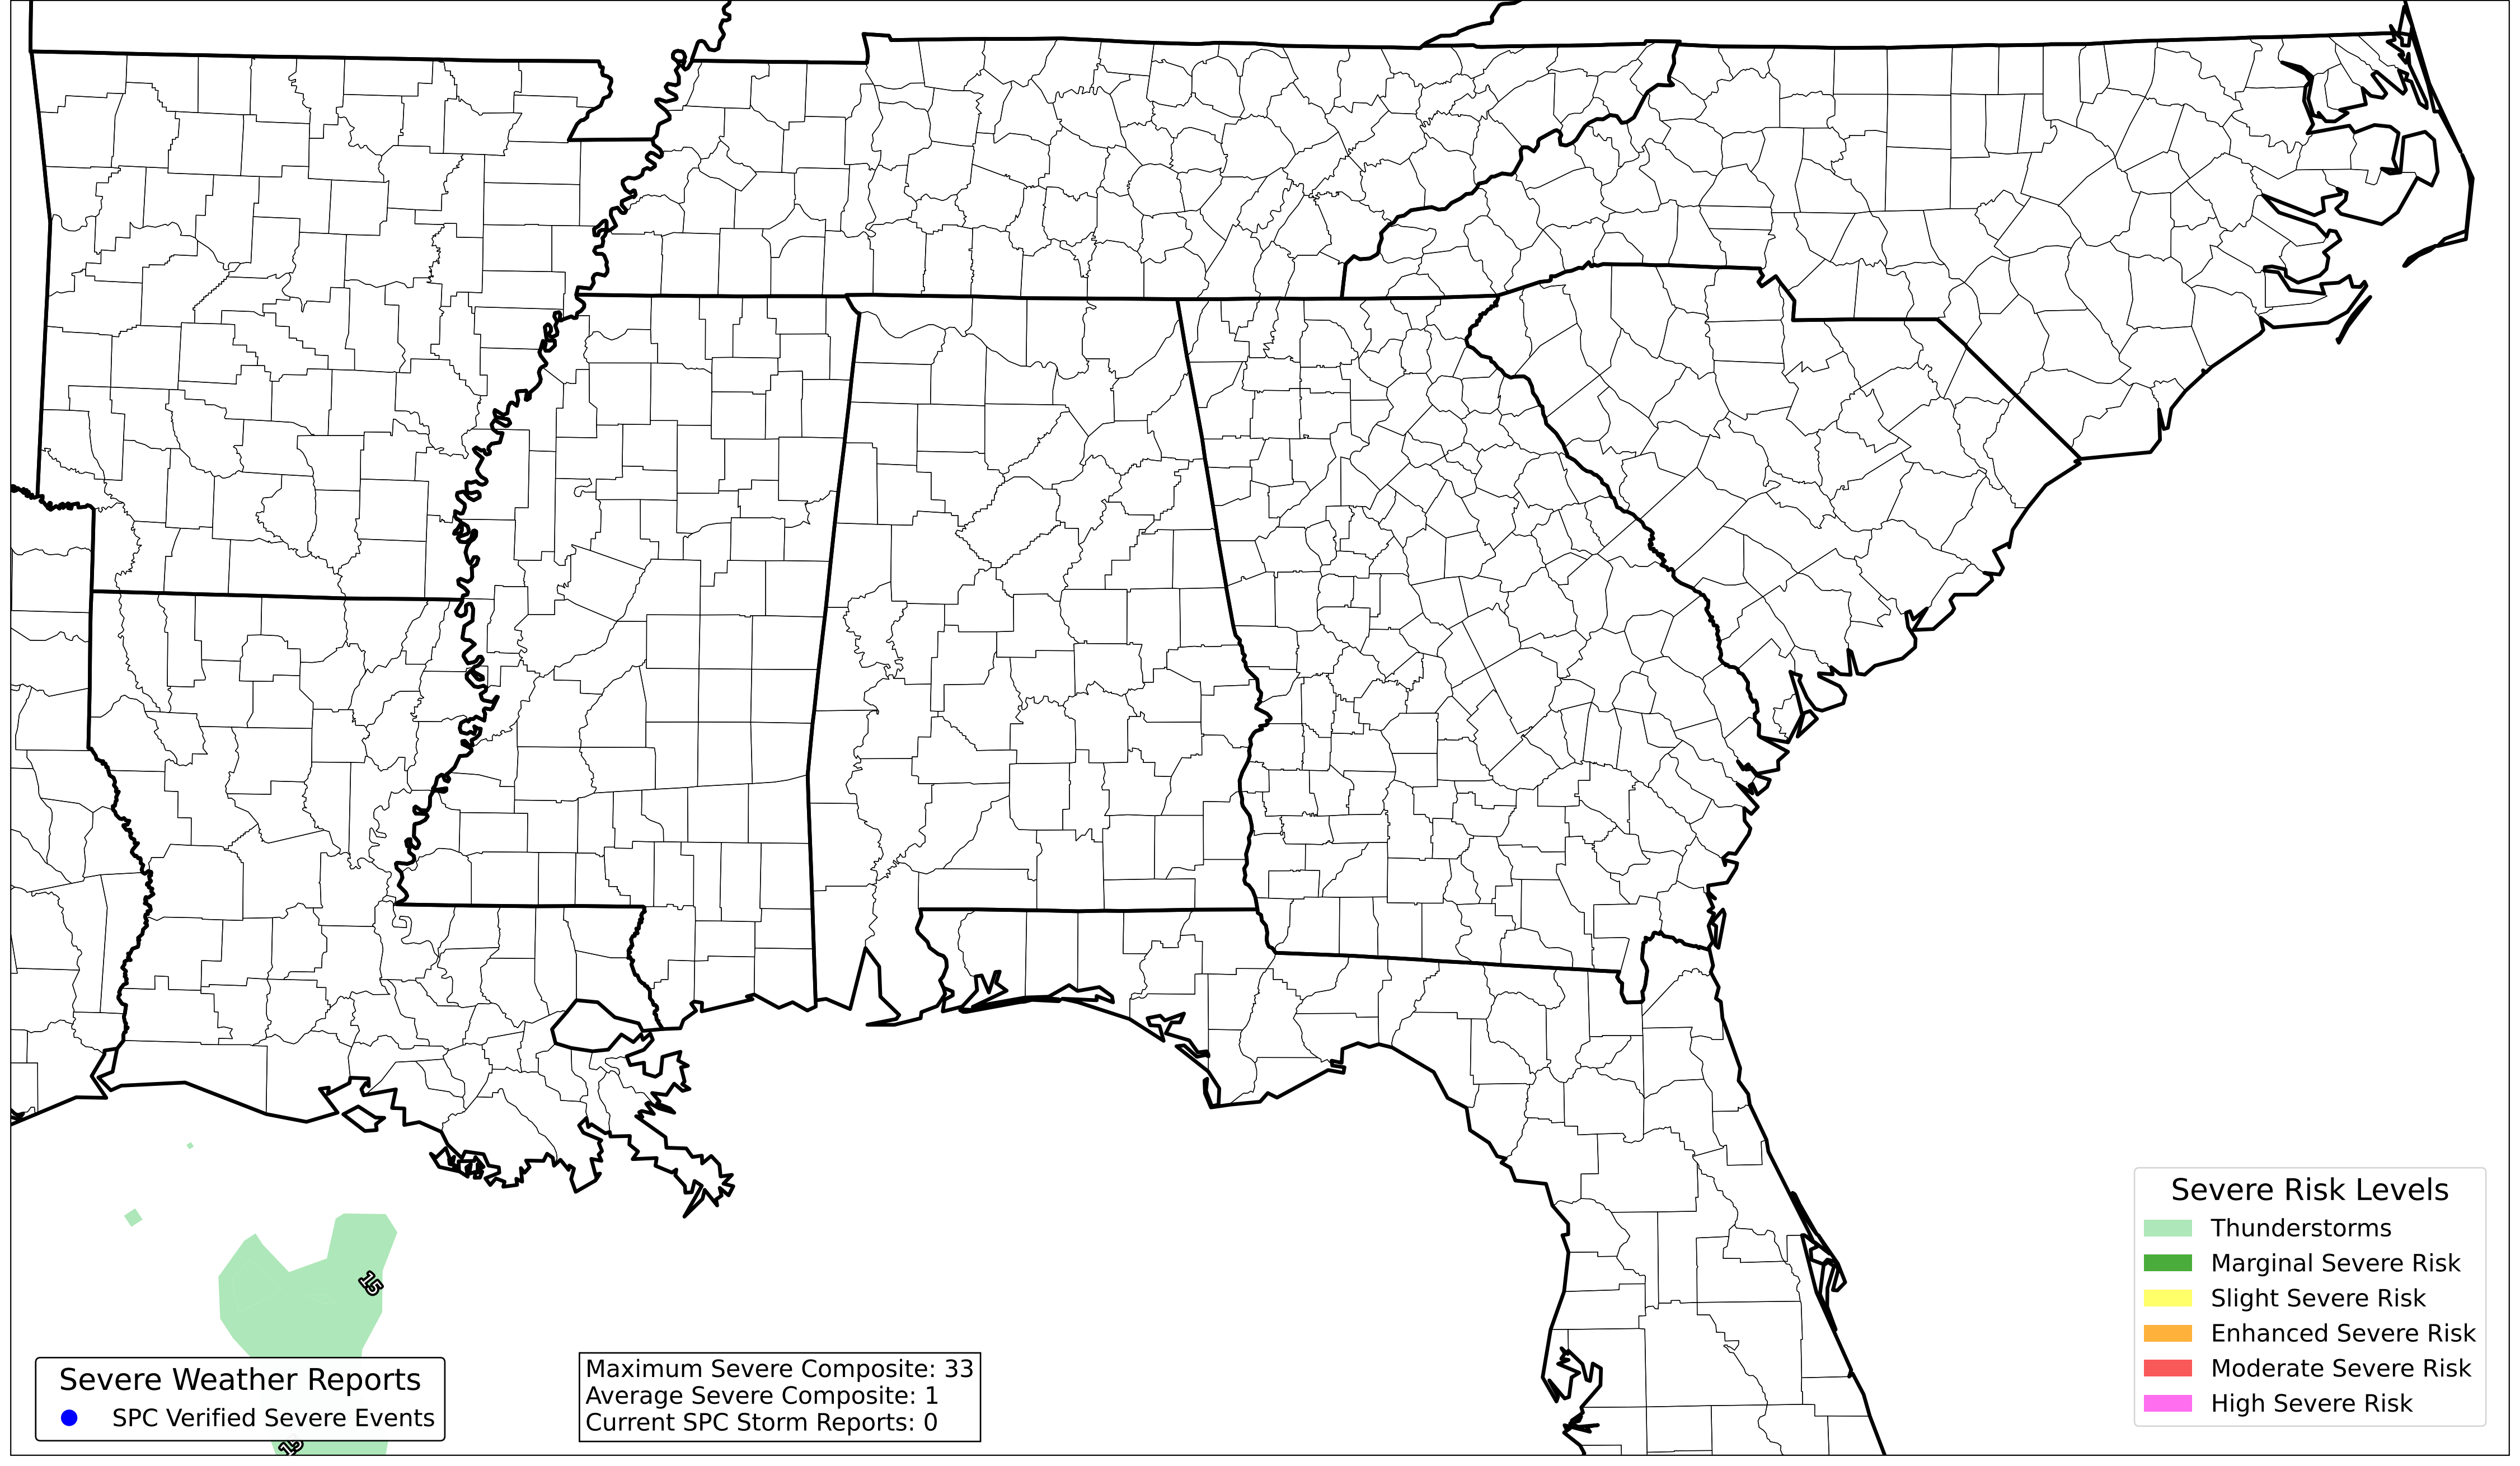 15
Severe Weather Reports
SPC Verified Severe Events
15
Maximum Severe Composite: 33
Average Severe Composite: 1
Current SPC Storm Reports: 0
Severe Risk Levels
Thunderstorms
Marginal Severe Risk
Slight Severe Risk
Enhanced Severe Risk
Moderate Severe Risk
High Severe Risk